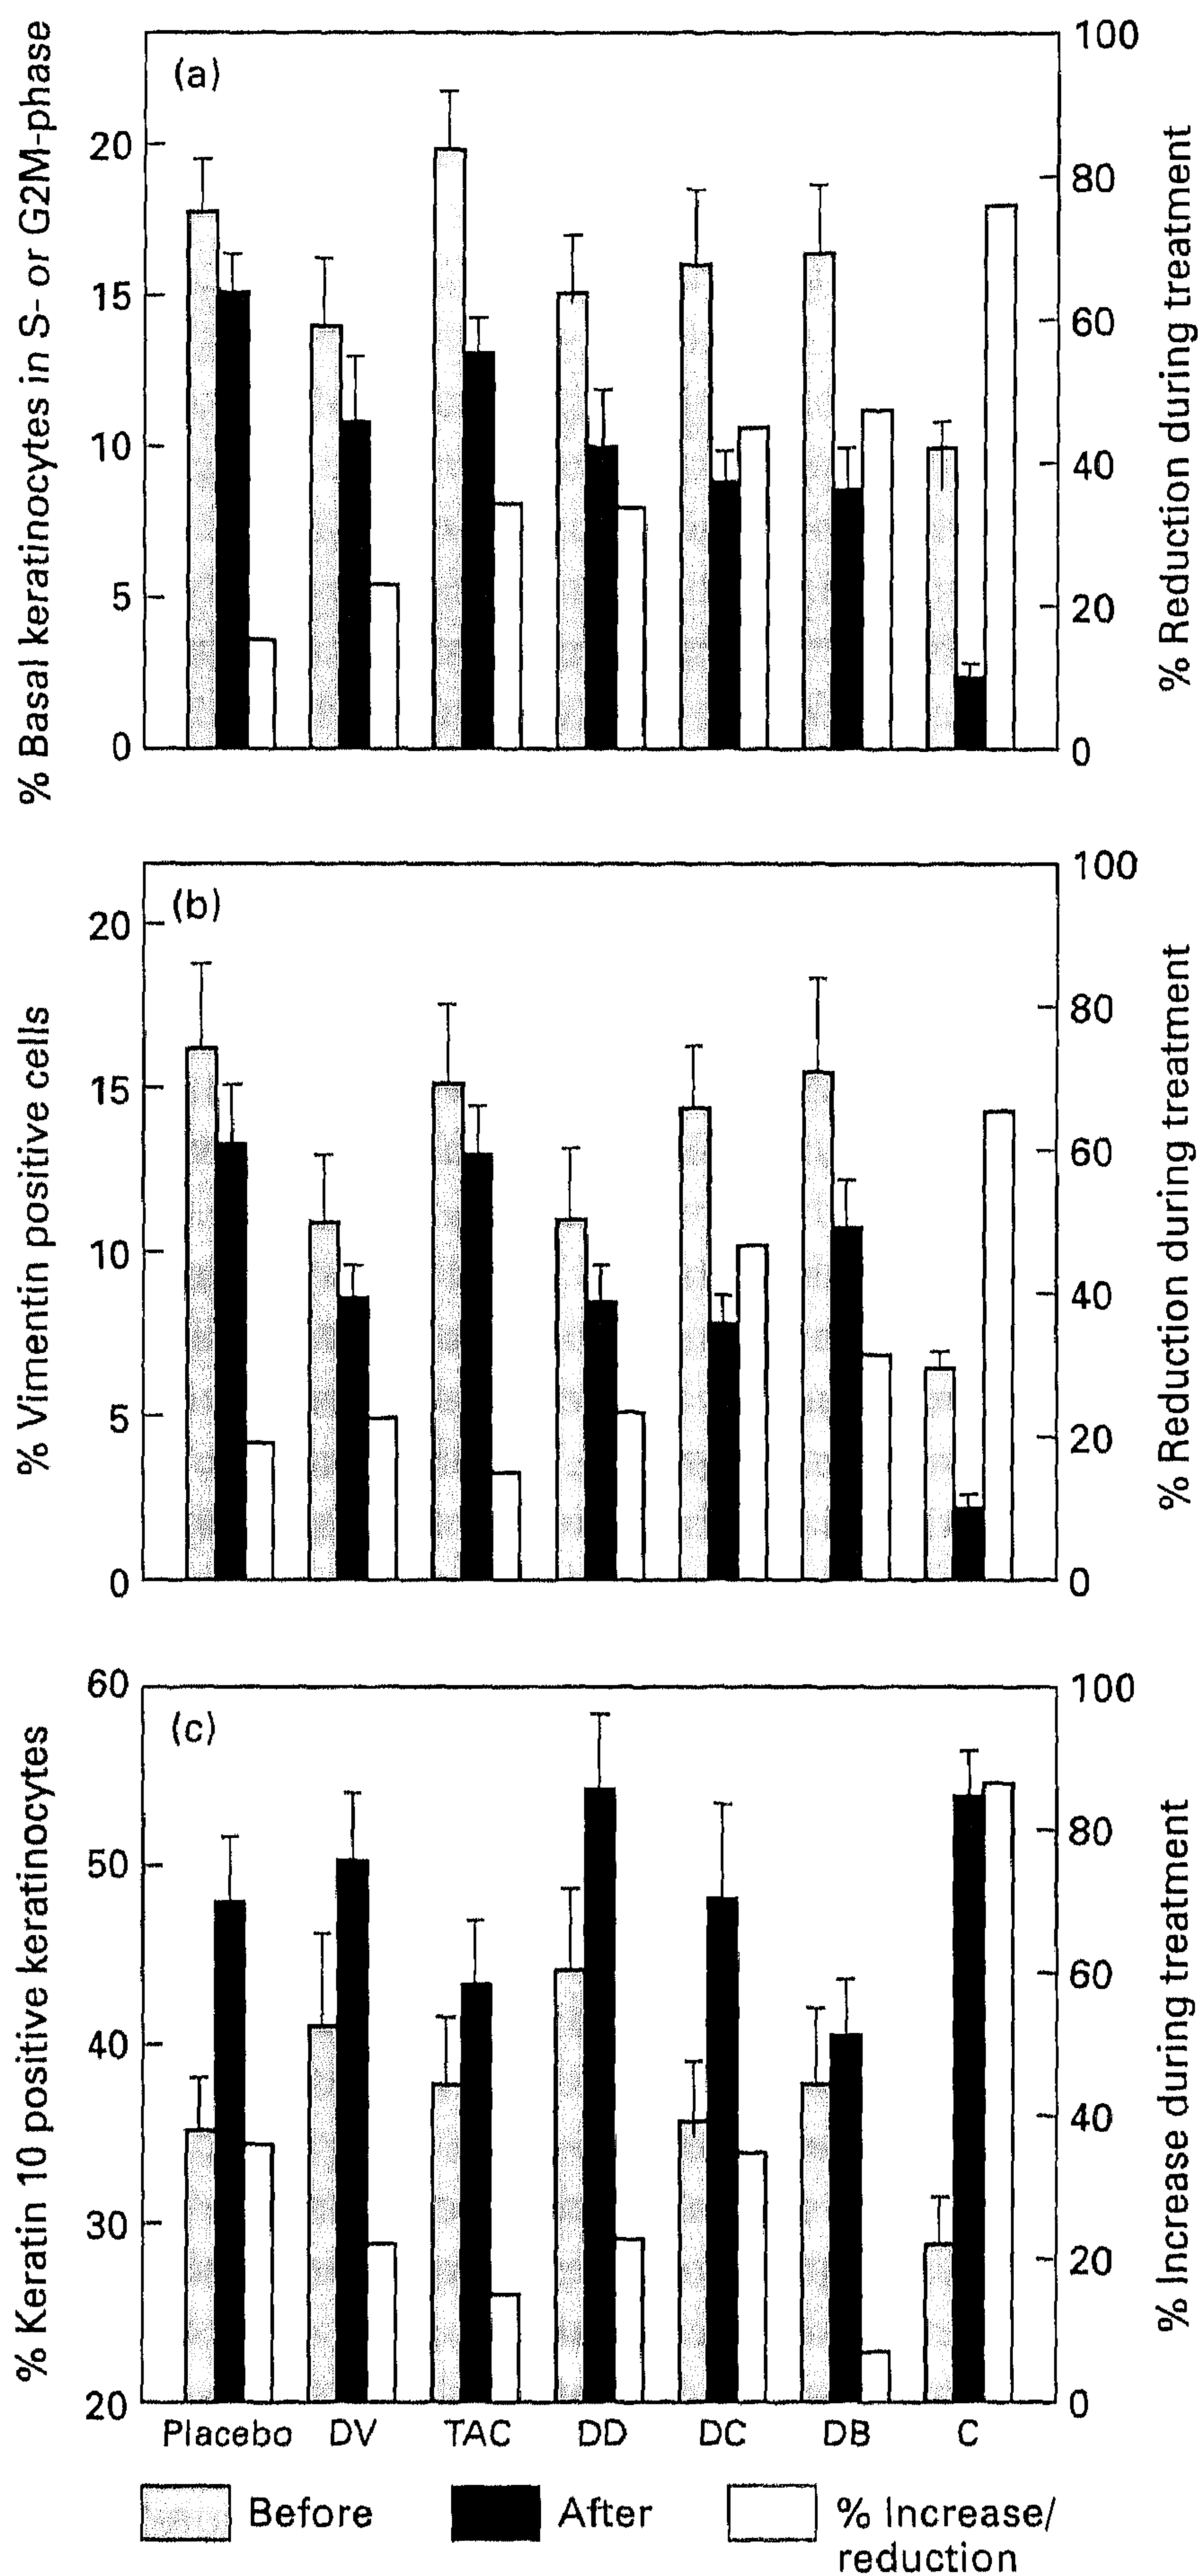 (a)
% Basal keratinocytes in S- or G2M-phase
20
15
10
5
0
100
80
60
40
20
0
% Reduction during treatment
(b)
% Vimentin positive cells
20
15
10
5
0
100
80
60
40
20
0
% Reduction during treatment
(c)
% Keratin 10 positive keratinocytes
60
50
40
30
20
100
80
60
40
20
0
% Increase during treatment
Placebo DV TAC DD DC DB C
Before After % Increase/
reduction